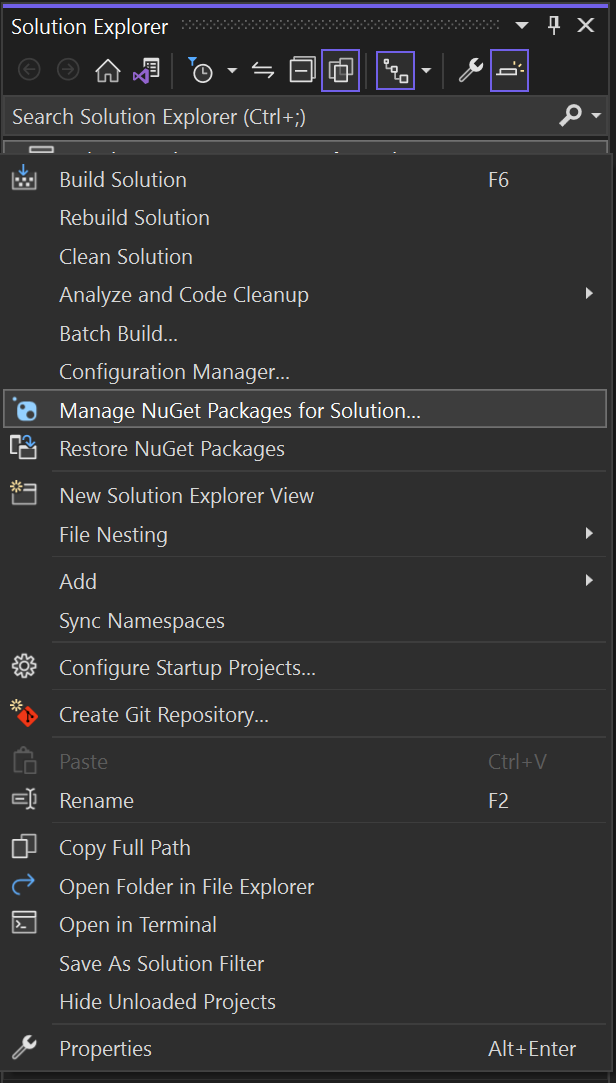 Solution Explorer
Search Solution Explorer (Ctrl+;)
Build Solution F6
Rebuild Solution
Clean Solution
Analyze and Code Cleanup
Batch Build...
Configuration Manager...
Manage NuGet Packages for Solution...
Restore NuGet Packages
New Solution Explorer View
File Nesting
Add
Sync Namespaces
Configure Startup Projects...
Create Git Repository...
Paste Ctrl+V
Rename F2
Copy Full Path
Open Folder in File Explorer
Open in Terminal
Save As Solution Filter
Hide Unloaded Projects
Properties Alt+Enter